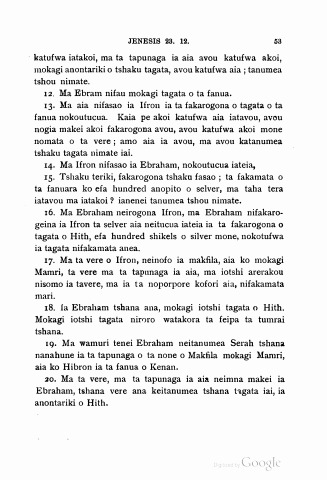 JENESIS 23. 12. 53
katufwa iatakoi, ma ta tapunaga ia aia avou katufwa akoi,
mokagi anontariki o tshaku tagata, avou katufwa aia ; tanumea
tshou nimate.
12. Ma Ebram nifau mokagi tagata o ta fanua.
13. Ma aia nifasao ia Ifron ia ta fakarogona o tagata o ta
fanua nokoutucua. Kaia pe akoi katufwa aia iatavou, avou
nogia makei akoi fakarogona avou, avou katufwa akoi mone
nomata o ta vere ; amo aia ia avou, ma avou katanumea
tshaku tagata nimate iai.
14. Ma Ifron nifasao ia Ebraham, nokoutucua iateia,
15. Tshaku teriki, fakarogona tshaku fasao ; ta fakamata o
ta fanuara ko efa hundred anopito o selver, ma taha tera
iatavou ma iatakoi ? ianenei tanumea tshou nimate.
16. Ma Ebraham neirogona Ifron, ma Ebraham nifakaro-
geina ia Ifron ta selver aia neitucua iateia ia ta fakarogona o
tagata o Hith, efa hundred shikels o silver mone, nokotufwa
ia tagata nifakamata anea.
17. Ma ta vere o Ifron, neinofo ia makfila, aia ko mokagi
Mamri, ta vere ma ta tapunaga ia aia, ma iotshi arerakou
nisomo ia tavere, ma ia ta noporpore kofori aia, nifakamata
mari.
18. Ia Ebraham tshana ana, mokagi iotshi tagata o Hith.
Mokagi iotshi tagata niroro watakora ta feipa ta tumrai
tshana.
19. Ma wamuri tenei Ebraham neitanumea Serah tshana
nanahune ia ta tapunaga o ta none o Makfila mokagi Mamri,
aia ko Hibron ia ta fanua o Kenan.
20. Ma ta vere, ma ta tapunaga ia aia neimna makei ia
Ebraham, tshana vere ana keitanumea tshana tagata iai, ia
anontariki o Hith.
Digitized by Google